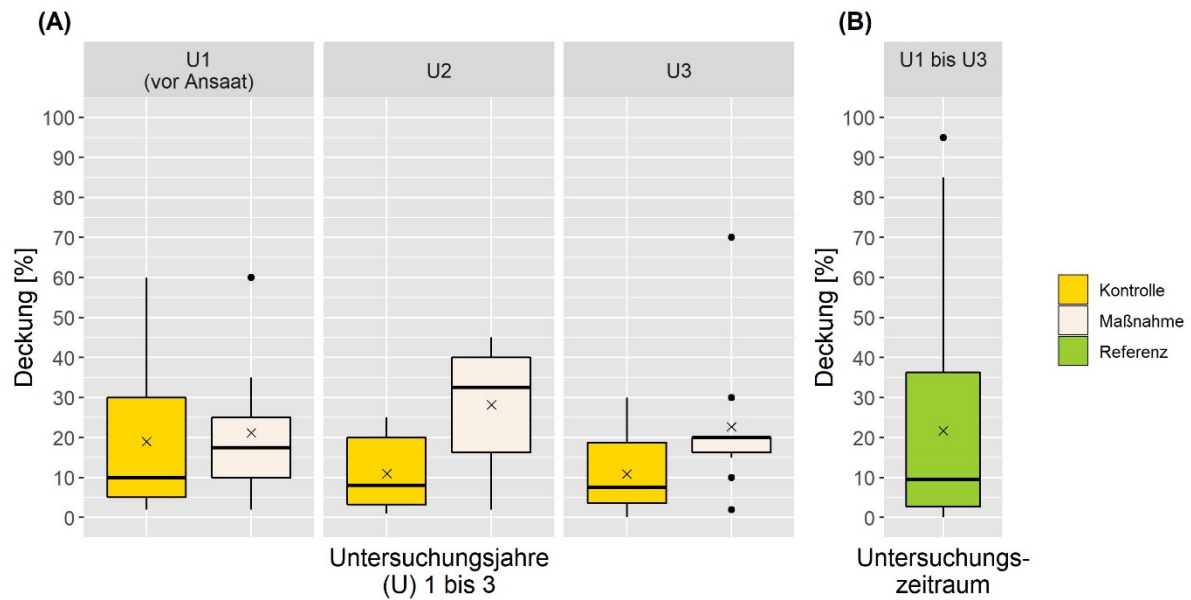 (A)
(B)
U1
(vor Ansaat)
U2
U3
U1 bis U3
Deckung [%]
100
90
80
70
60
50
40
30
20
10
0
Untersuchungsjahre
(U) 1 bis 3
Deckung [%]
100
90
80
70
60
50
40
30
20
10
0
Untersuchungs-
zeitraum
Kontrolle
Maßnahme
Referenz